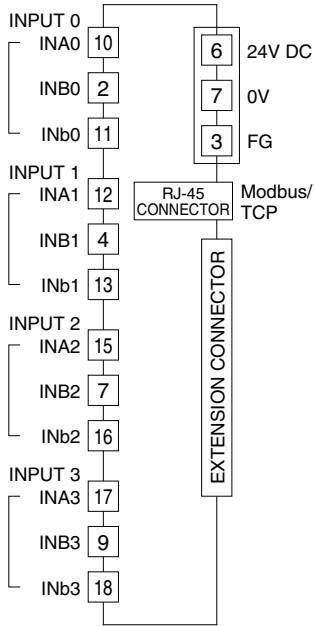 INPUT 0
INA0 10
INB0 2
INb0 11
INPUT 1
INA1 12
INB1 4
INb1 13
INPUT 2
INA2 15
INB2 7
INb2 16
INPUT 3
INA3 17
INB3 9
INb3 18
6 24V DC
7 0V
3 FG
RJ-45
CONNECTOR
Modbus/
TCP
EXTENSION CONNECTOR